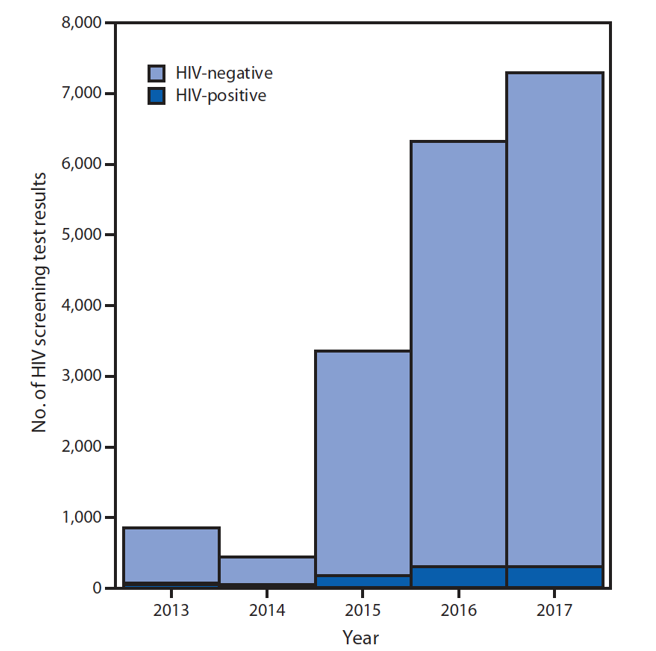 8,000
7,000
6,000
5,000
4,000
3,000
2,000
1,000
0
HIV-negative
HIV-positive
No. of HIV screening test results
2013 2014 2015 2016 2017
Year